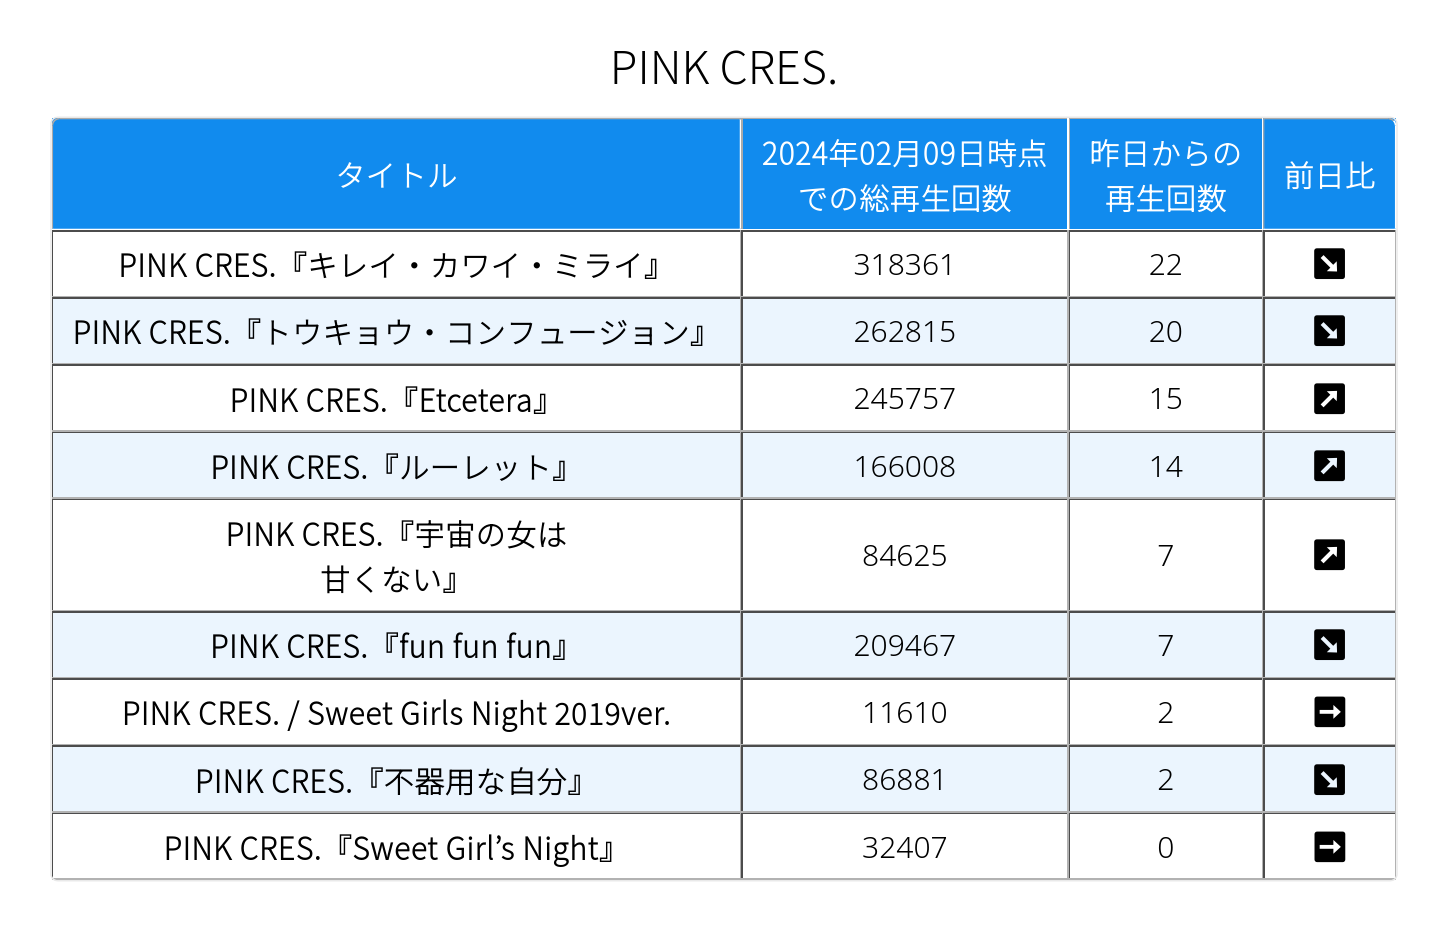 PINK CRES.
タイトル
2024年02月09日時点
での総再生回数
昨日からの
再生回数
前日比
PINK CRES.『キレイ・カワイ・ミライ』 318361 22
PINK CRES.『トウキョウ・コンフュージョン』 262815 20
PINK CRES.『Etcetera』 245757 15
PINK CRES.『ルーレット』 166008 14
PINK CRES.『宇宙の女は
甘くない』 84625 7
PINK CRES.『fun fun fun』 209467 7
PINK CRES. / Sweet Girls Night 2019ver. 11610 2
PINK CRES.『不器用な自分』 86881 2
PINK CRES.『Sweet Girl’s Night』 32407 0